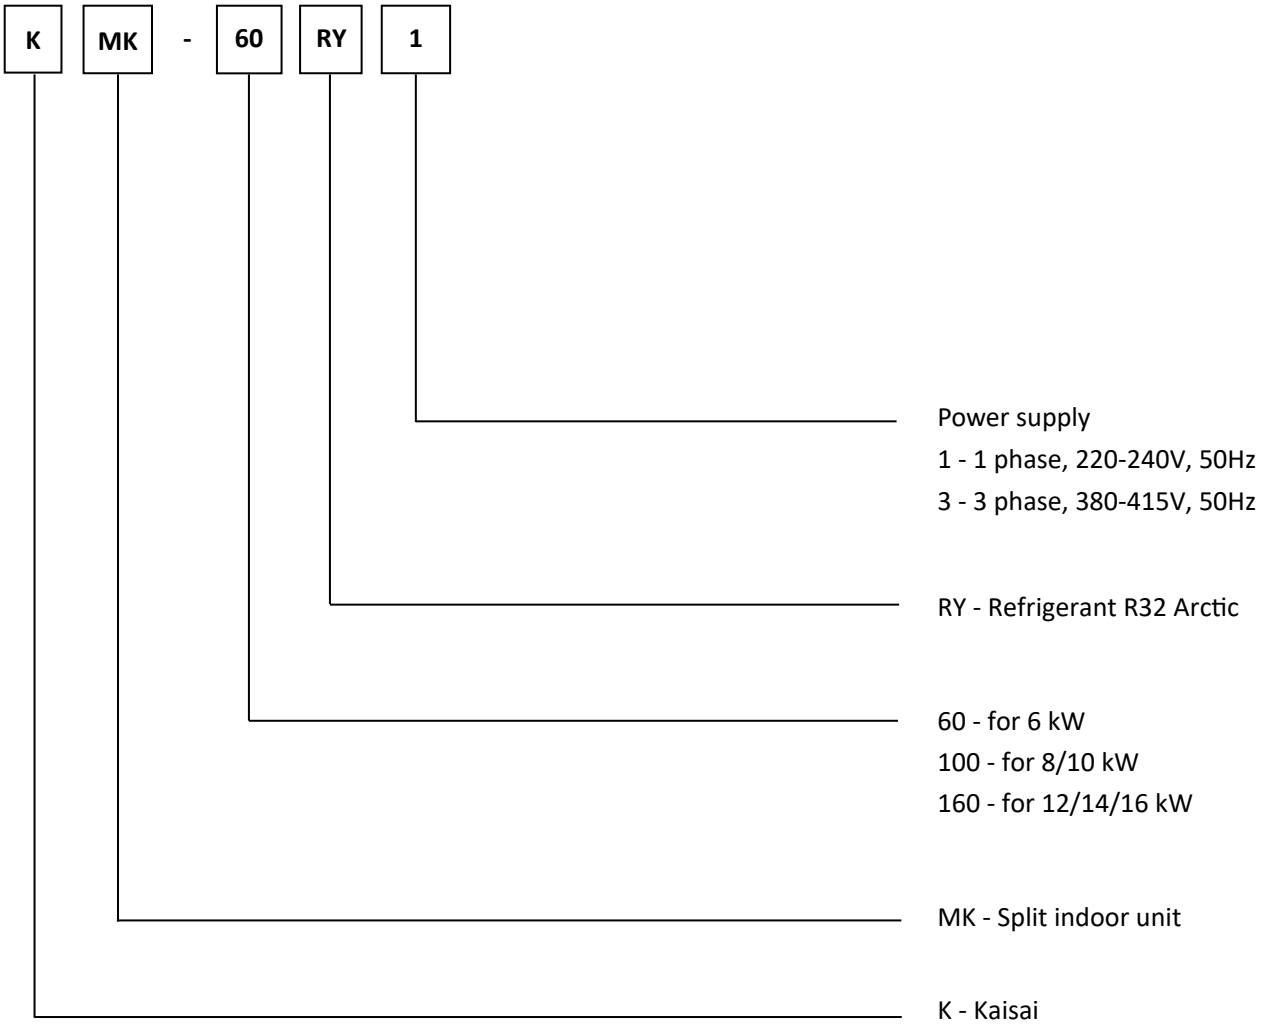 K MK - 60 RY 1
Power supply
1 - 1 phase, 220-240V, 50Hz
3 - 3 phase, 380-415V, 50Hz
RY - Refrigerant R32 Arctic
60 - for 6 kW
100 - for 8/10 kW
160 - for 12/14/16 kW
MK - Split indoor unit
K - Kaisai